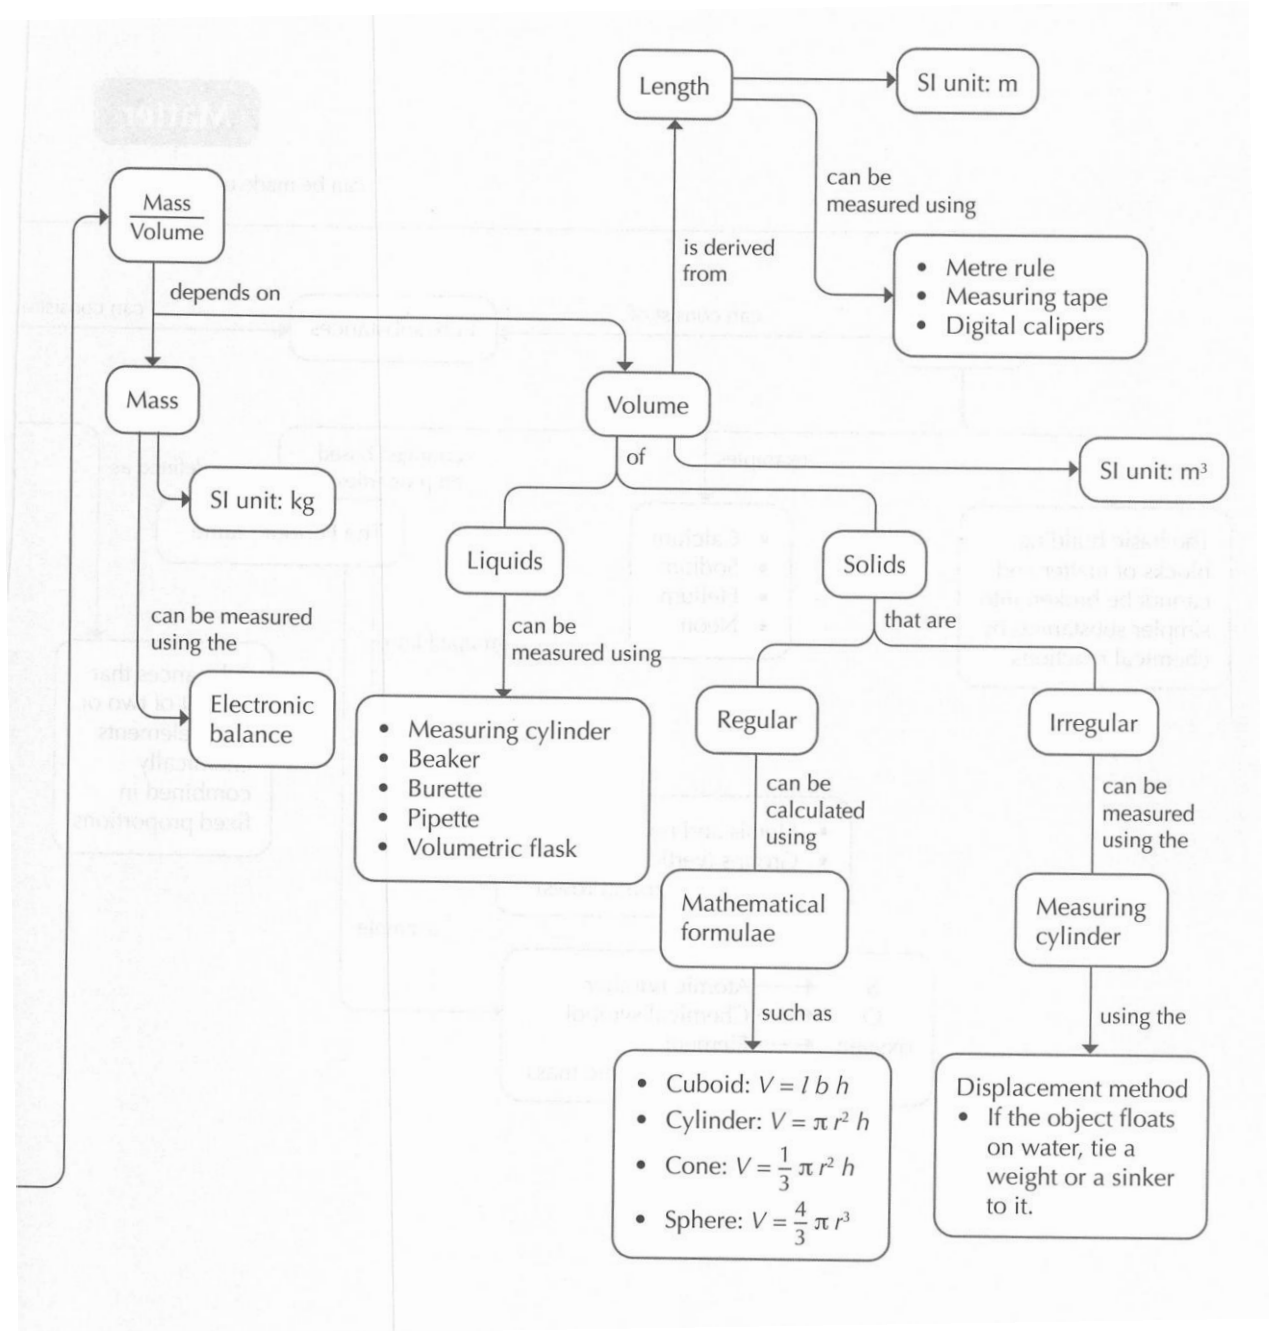 Length
SI unit: m
can be
measured using
Mass
Volume
is derived
from
• Metre rule
• Measuring tape
• Digital calipers
depends on
Mass
Volume
of
SI unit: kg
SI unit: m³
Liquids
Solids
can be measured
using the
can be
measured using
that are
Electronic
balance
• Measuring cylinder
• Beaker
• Burette
• Pipette
• Volumetric flask
Regular
Irregular
can be
calculated
using
can be
measured
using the
Mathematical
formulae
Measuring
cylinder
such as
using the
• Cuboid: V = l b h
• Cylinder: V = π r² h
• Cone: V = 1/3 π r² h
• Sphere: V = 4/3 π r³
Displacement method
• If the object floats
on water, tie a
weight or a sinker
to it.